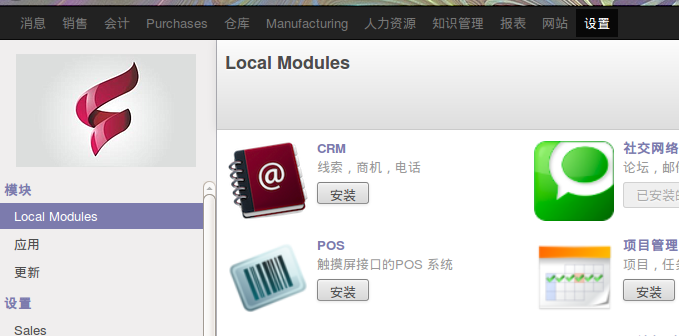 消息 销售 会计 Purchases 仓库 Manufacturing 人力资源 知识管理 报表 网站 设置
Local Modules
模块
Local Modules
应用
更新
设置
Sales
CRM
线索，商机，电话
安装
社交网络
论坛，邮
已安装的
POS
触摸屏接口的POS 系统
安装
项目管理
项目，任
安装